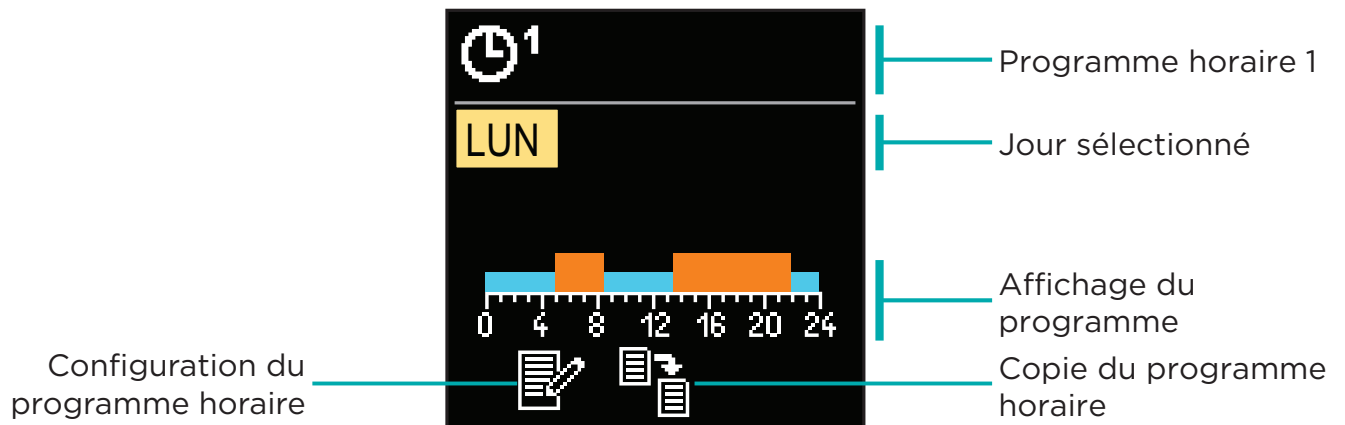 1
Programme horaire 1
LUN
Jour sélectionné
0 4 8 12 16 20 24
Affichage du
programme
Configuration du
programme horaire
Copie du programme
horaire